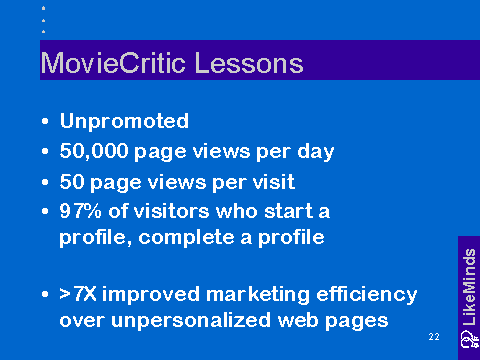 MovieCritic Lessons
• Unpromoted
• 50,000 page views per day
• 50 page views per visit
• 97% of visitors who start a
profile, complete a profile
• >7X improved marketing efficiency
over unpersonalized web pages
22
LikeMinds